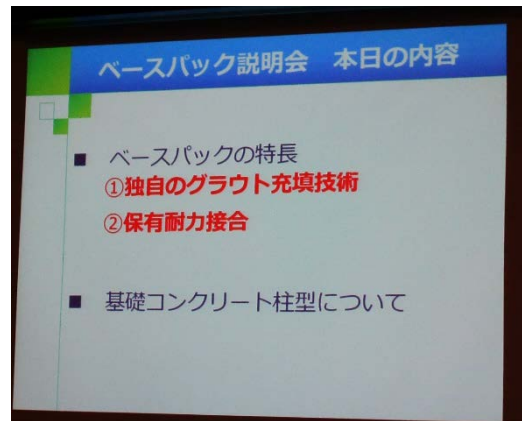 ベースパック説明会 本日の内容
■ ベースパックの特長
①独自のグラウト充填技術
②保有耐力接合
■ 基礎コンクリート柱型について